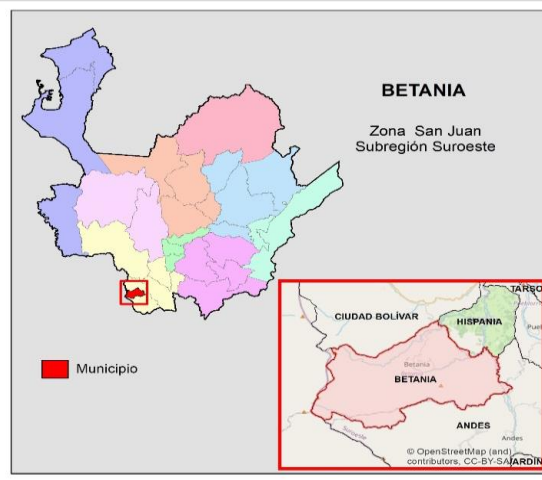 BETANIA
Zona San Juan
Subregión Suroeste
Municipio
TARSO
CIUDAD BOLÍVAR
HISPANIA
Betania
BETANIA
ANDES
Andes
Suroeste
© OpenStreetMap (and)
contributors, CC-BY-SA
JARDÍN